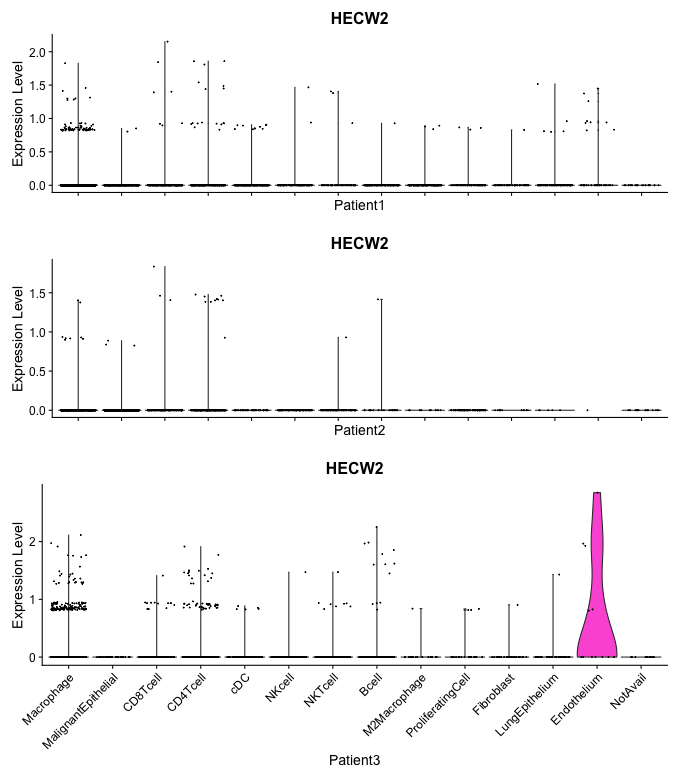 HECW2
Expression Level
2.0
1.5
1.0
0.5
0.0
Patient1
HECW2
Expression Level
1.5
1.0
0.5
0.0
Patient2
HECW2
Expression Level
2
1
0
Macrophage
MalignantEpithelial
CD8Tcell
CD4Tcell
cDC
NKcell
NKTcell
Bcell
M2Macrophage
ProliferatingCell
Fibroblast
LungEpithelium
Endothelium
NotAvail
Patient3